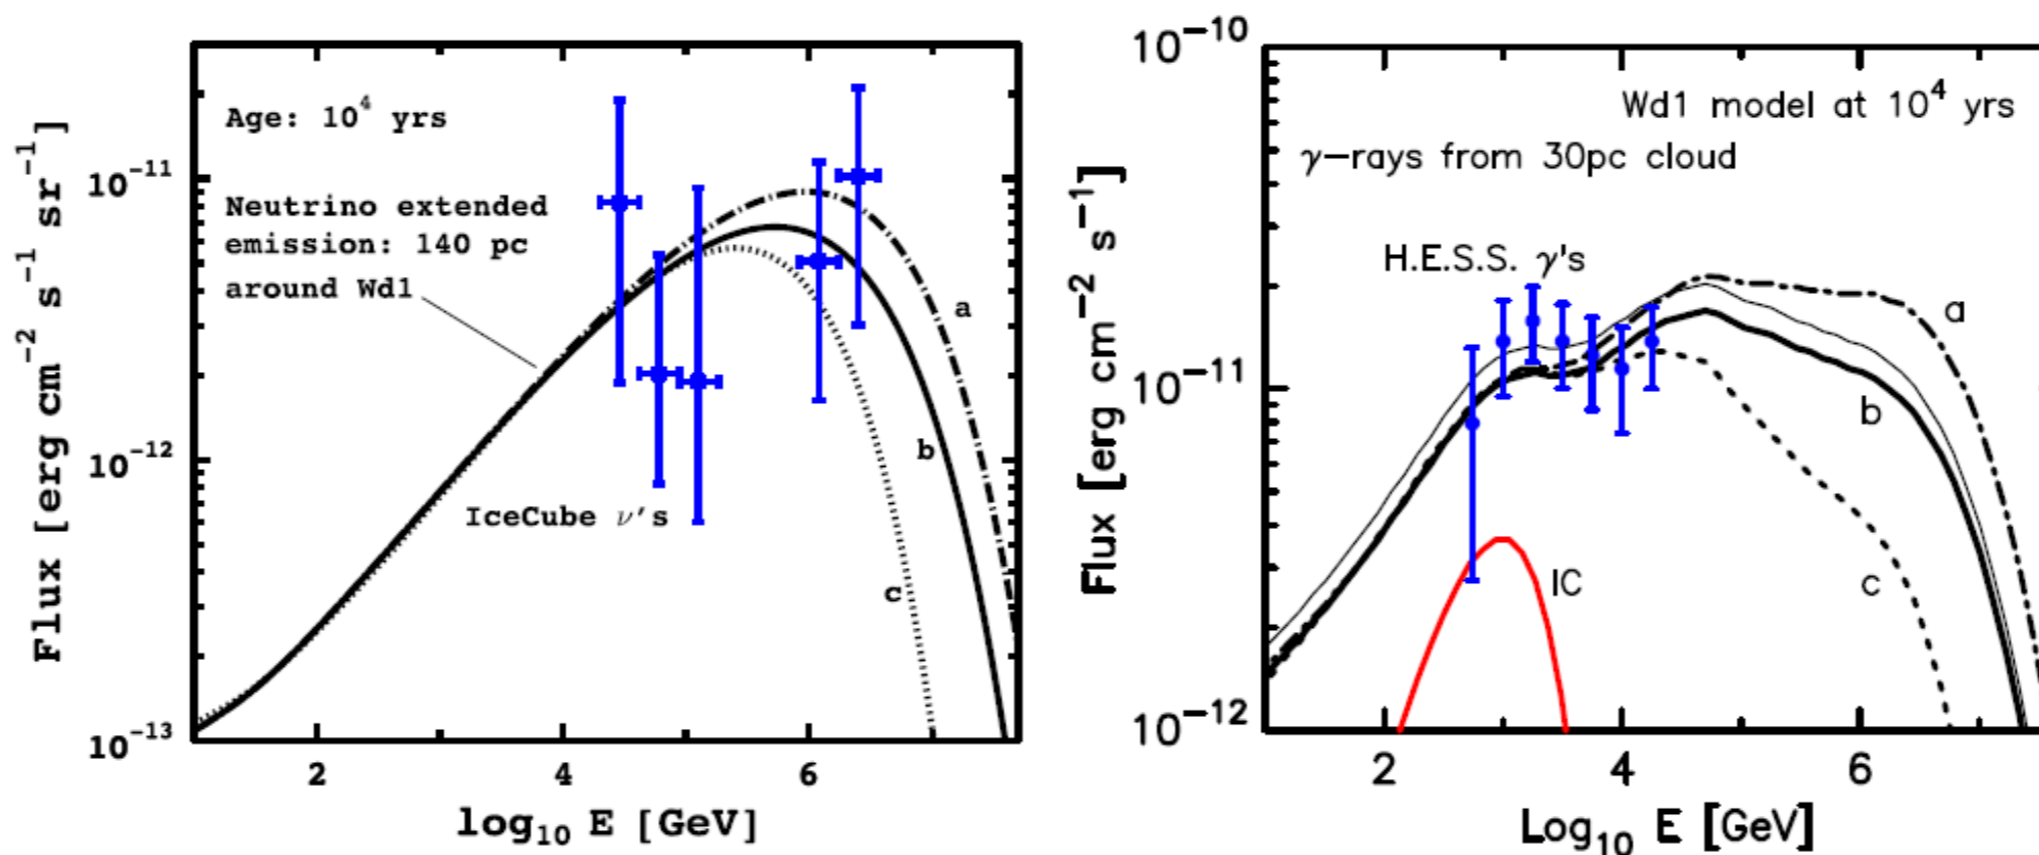 Age: 10⁴ yrs
Neutrino extended
emission: 140 pc
around Wd1
IceCube ν's
a
b
c
10⁻¹¹
10⁻¹²
10⁻¹³
2 4 6
log₁₀ E [GeV]
Flux [erg cm⁻² s⁻¹ sr⁻¹]
10⁻¹⁰
10⁻¹¹
10⁻¹²
Wd1 model at 10⁴ yrs
γ-rays from 30pc cloud
H.E.S.S. γ's
IC
a
b
c
2 4 6
Log₁₀ E [GeV]
Flux [erg cm⁻² s⁻¹]